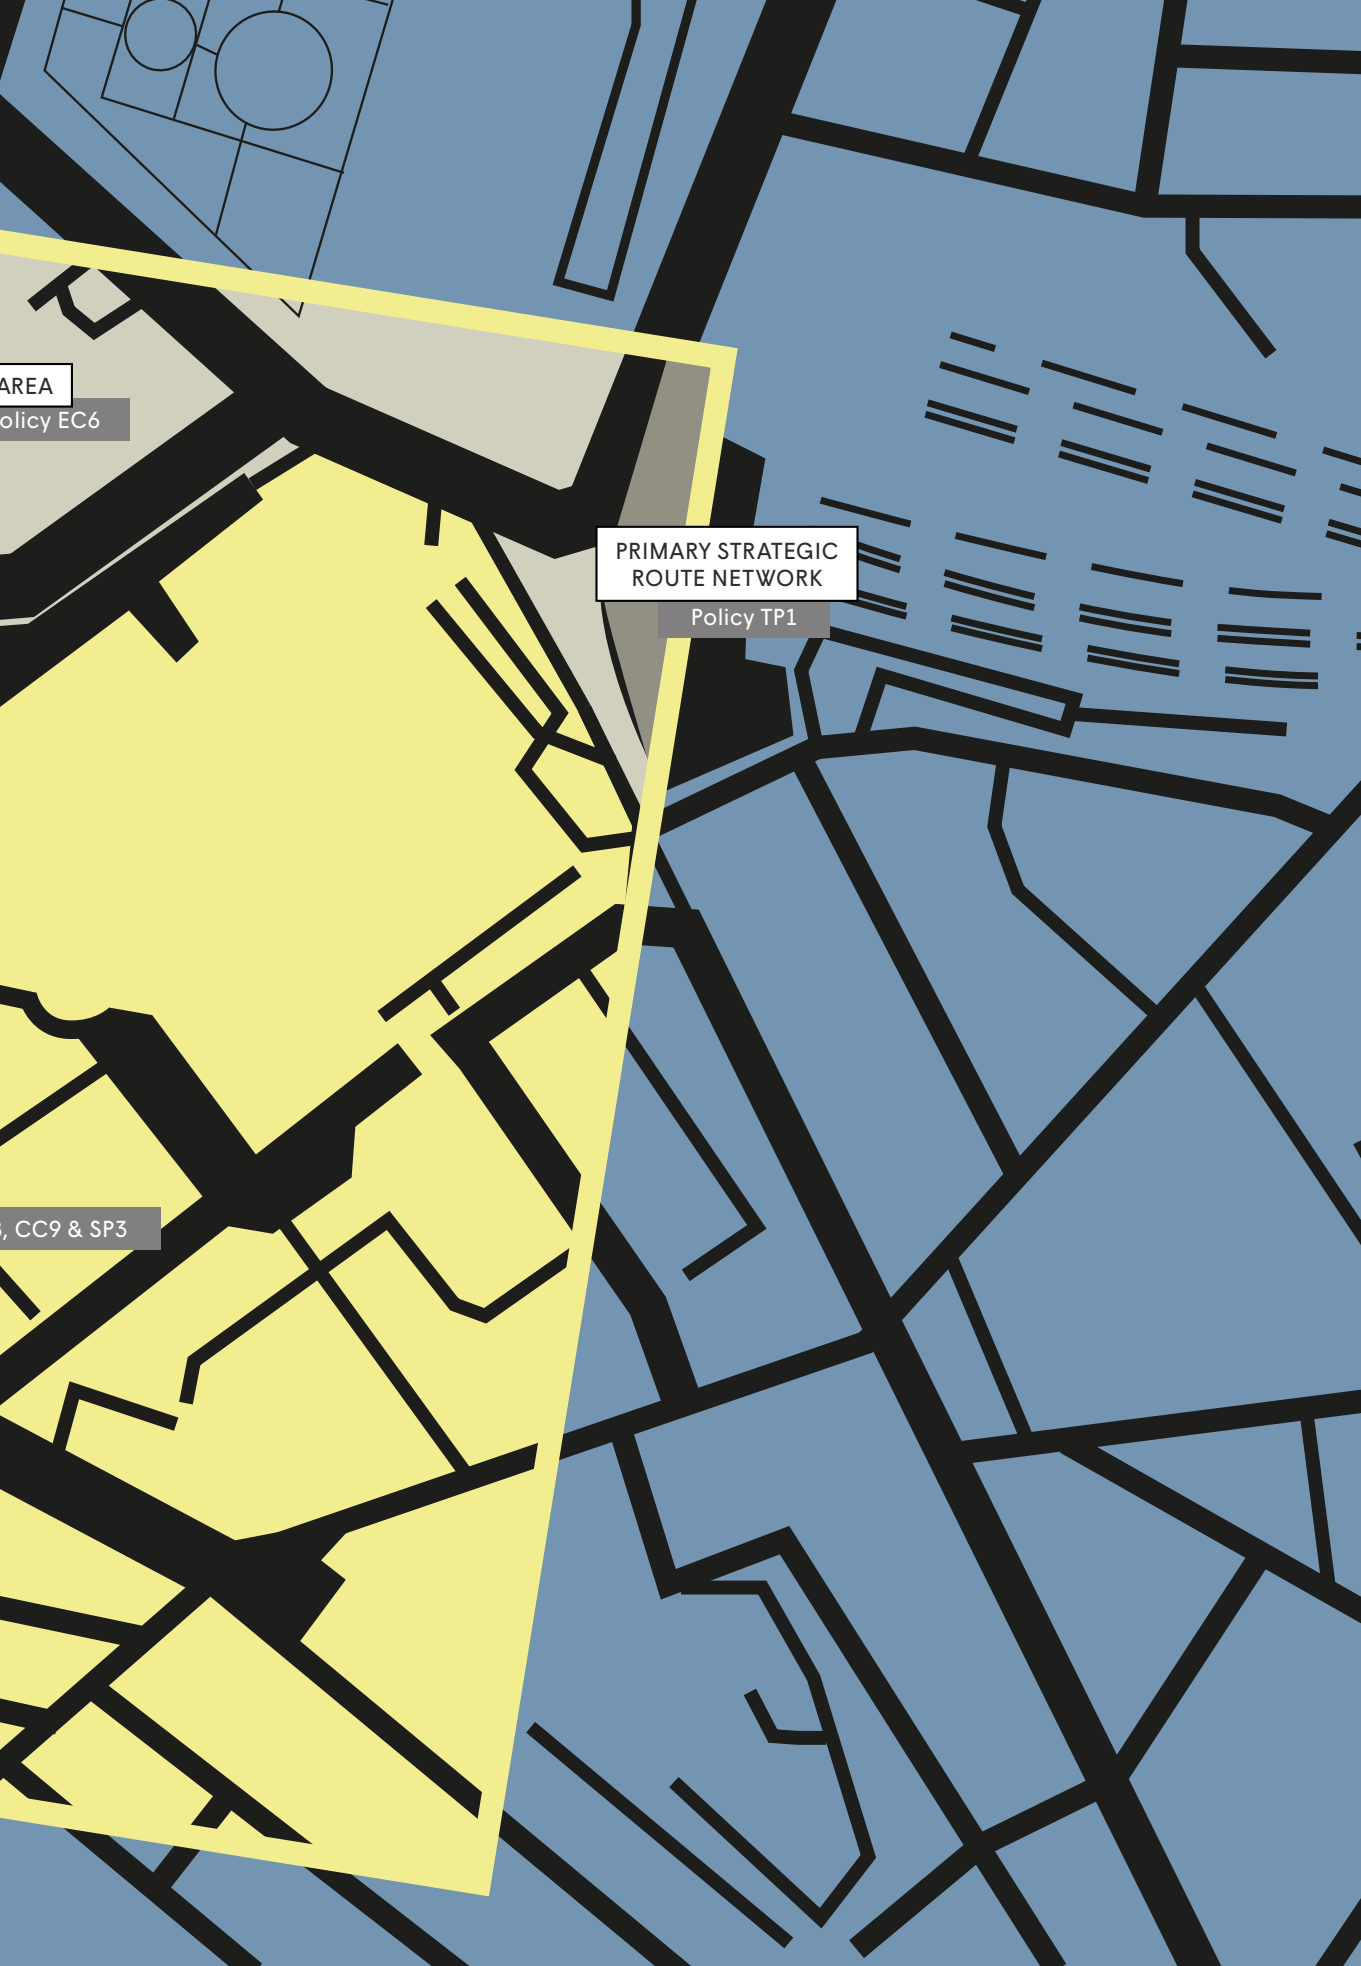 AREA
olicy EC6
PRIMARY STRATEGIC
ROUTE NETWORK
Policy TP1
, CC9 & SP3